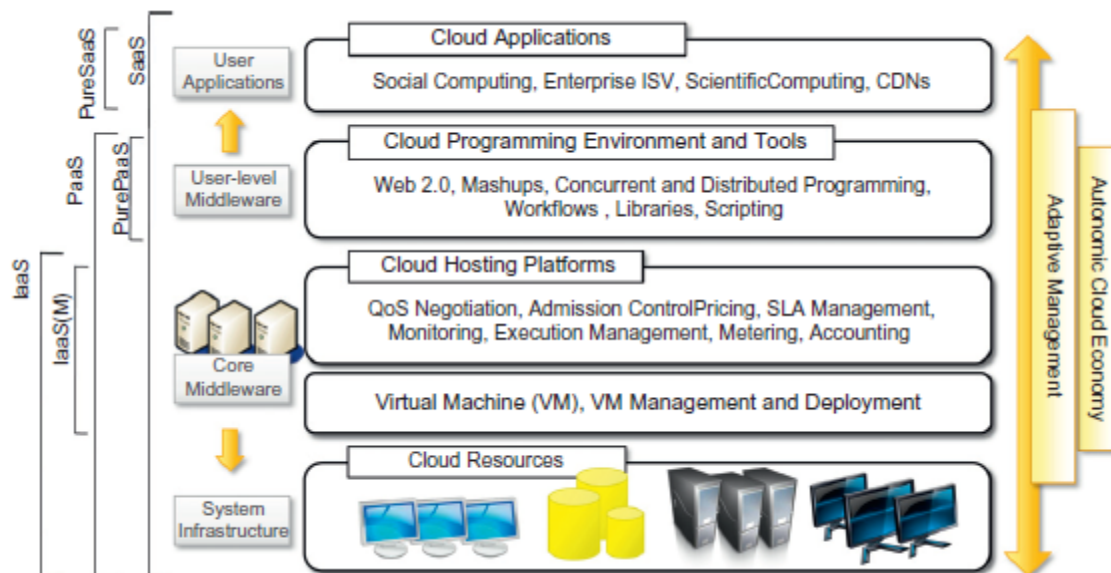 Cloud Applications
Social Computing, Enterprise ISV, ScientificComputing, CDNs
User
Applications
Cloud Programming Environment and Tools
Web 2.0, Mashups, Concurrent and Distributed Programming,
Workflows , Libraries, Scripting
User-level
Middleware
Cloud Hosting Platforms
QoS Negotiation, Admission ControlPricing, SLA Management,
Monitoring, Execution Management, Metering, Accounting
Core
Middleware
Virtual Machine (VM), VM Management and Deployment
Cloud Resources
System
Infrastructure
PureSaaS
SaaS
PaaS
PurePaaS
IaaS
IaaS(M)
Adaptive Management
Autonomic Cloud Economy